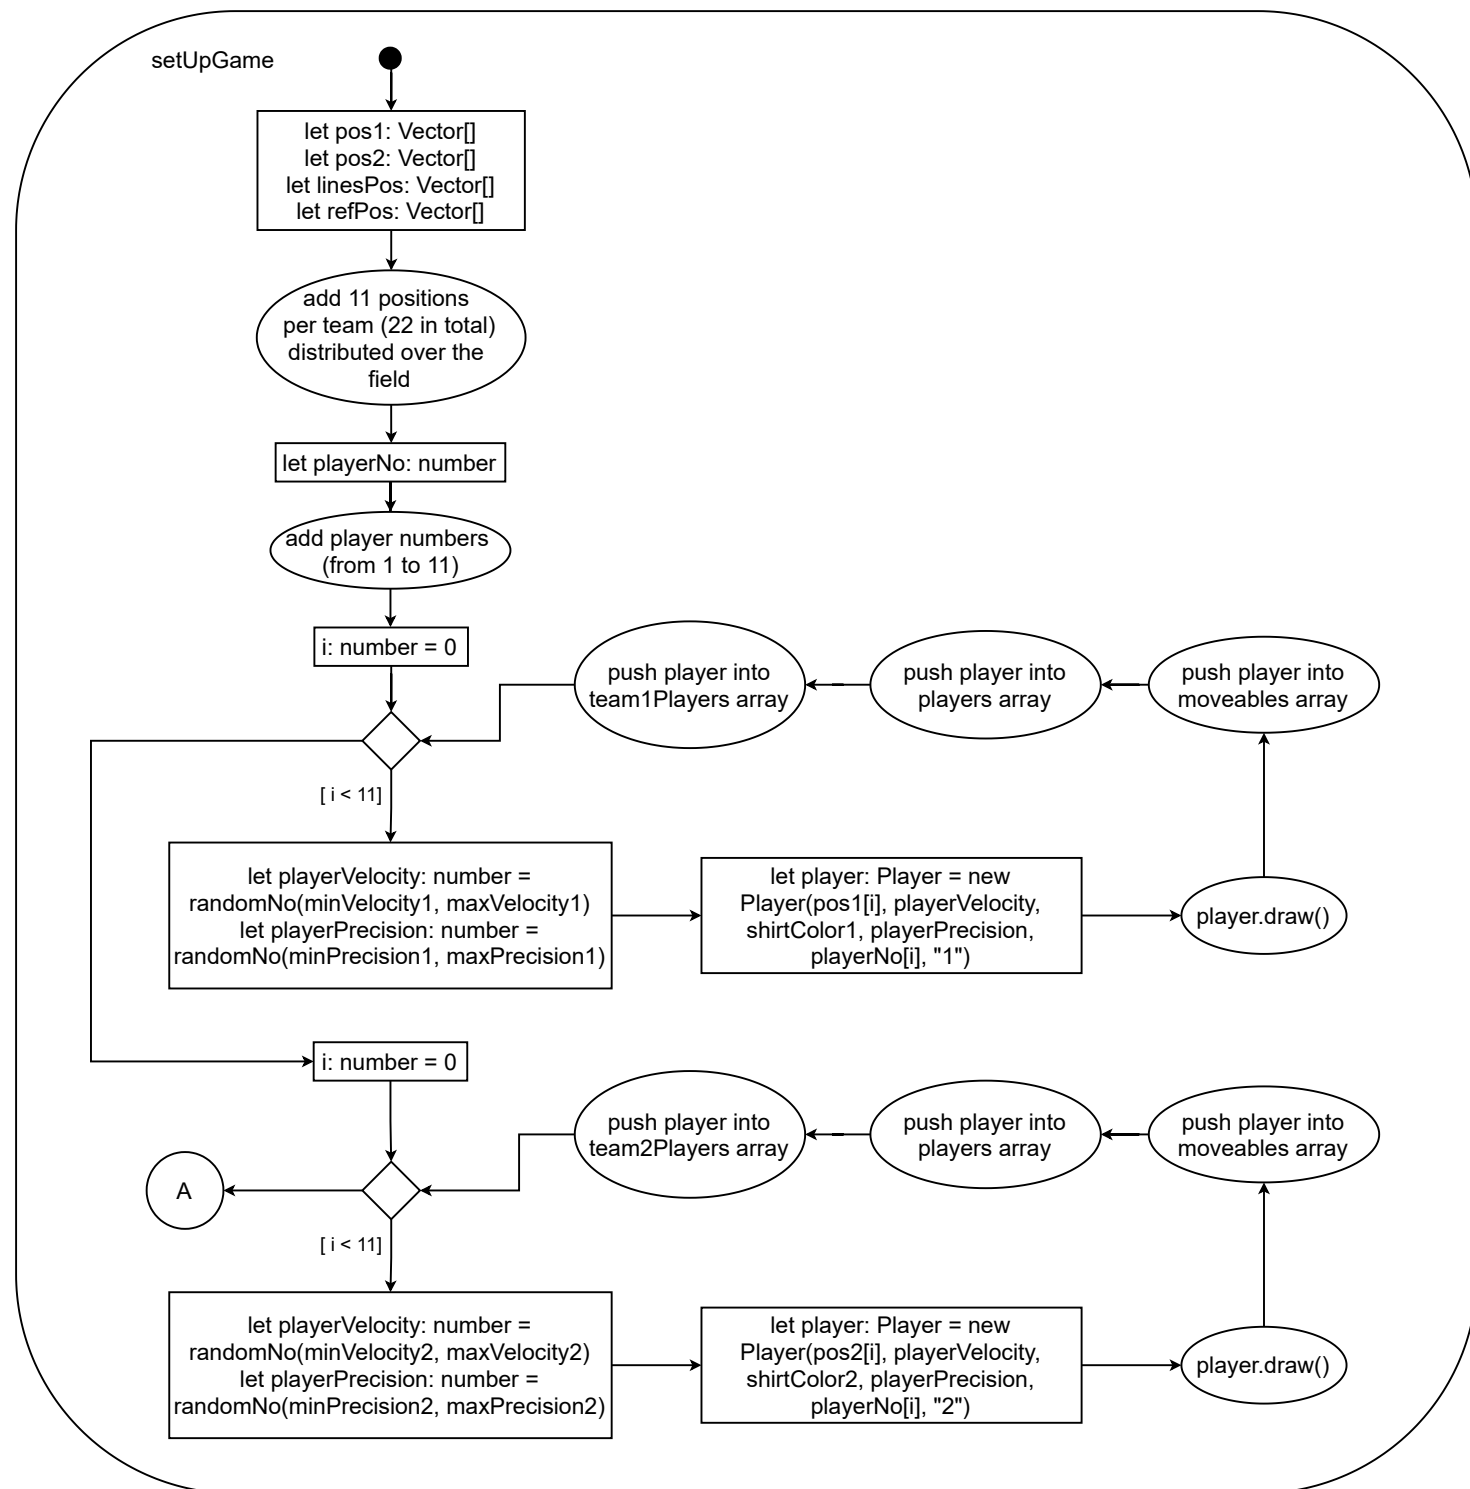 setUpGame
let pos1: Vector[]
let pos2: Vector[]
let linesPos: Vector[]
let refPos: Vector[]
add 11 positions
per team (22 in total)
distributed over the
field
let playerNo: number
add player numbers
(from 1 to 11)
i: number = 0
push player into
team1Players array
push player into
players array
push player into
moveables array
[ i < 11]
let playerVelocity: number =
randomNo(minVelocity1, maxVelocity1)
let playerPrecision: number =
randomNo(minPrecision1, maxPrecision1)
let player: Player = new
Player(pos1[i], playerVelocity,
shirtColor1, playerPrecision,
playerNo[i], "1")
player.draw()
i: number = 0
push player into
team2Players array
push player into
players array
push player into
moveables array
A
[ i < 11]
let playerVelocity: number =
randomNo(minVelocity2, maxVelocity2)
let playerPrecision: number =
randomNo(minPrecision2, maxPrecision2)
let player: Player = new
Player(pos2[i], playerVelocity,
shirtColor2, playerPrecision,
playerNo[i], "2")
player.draw()